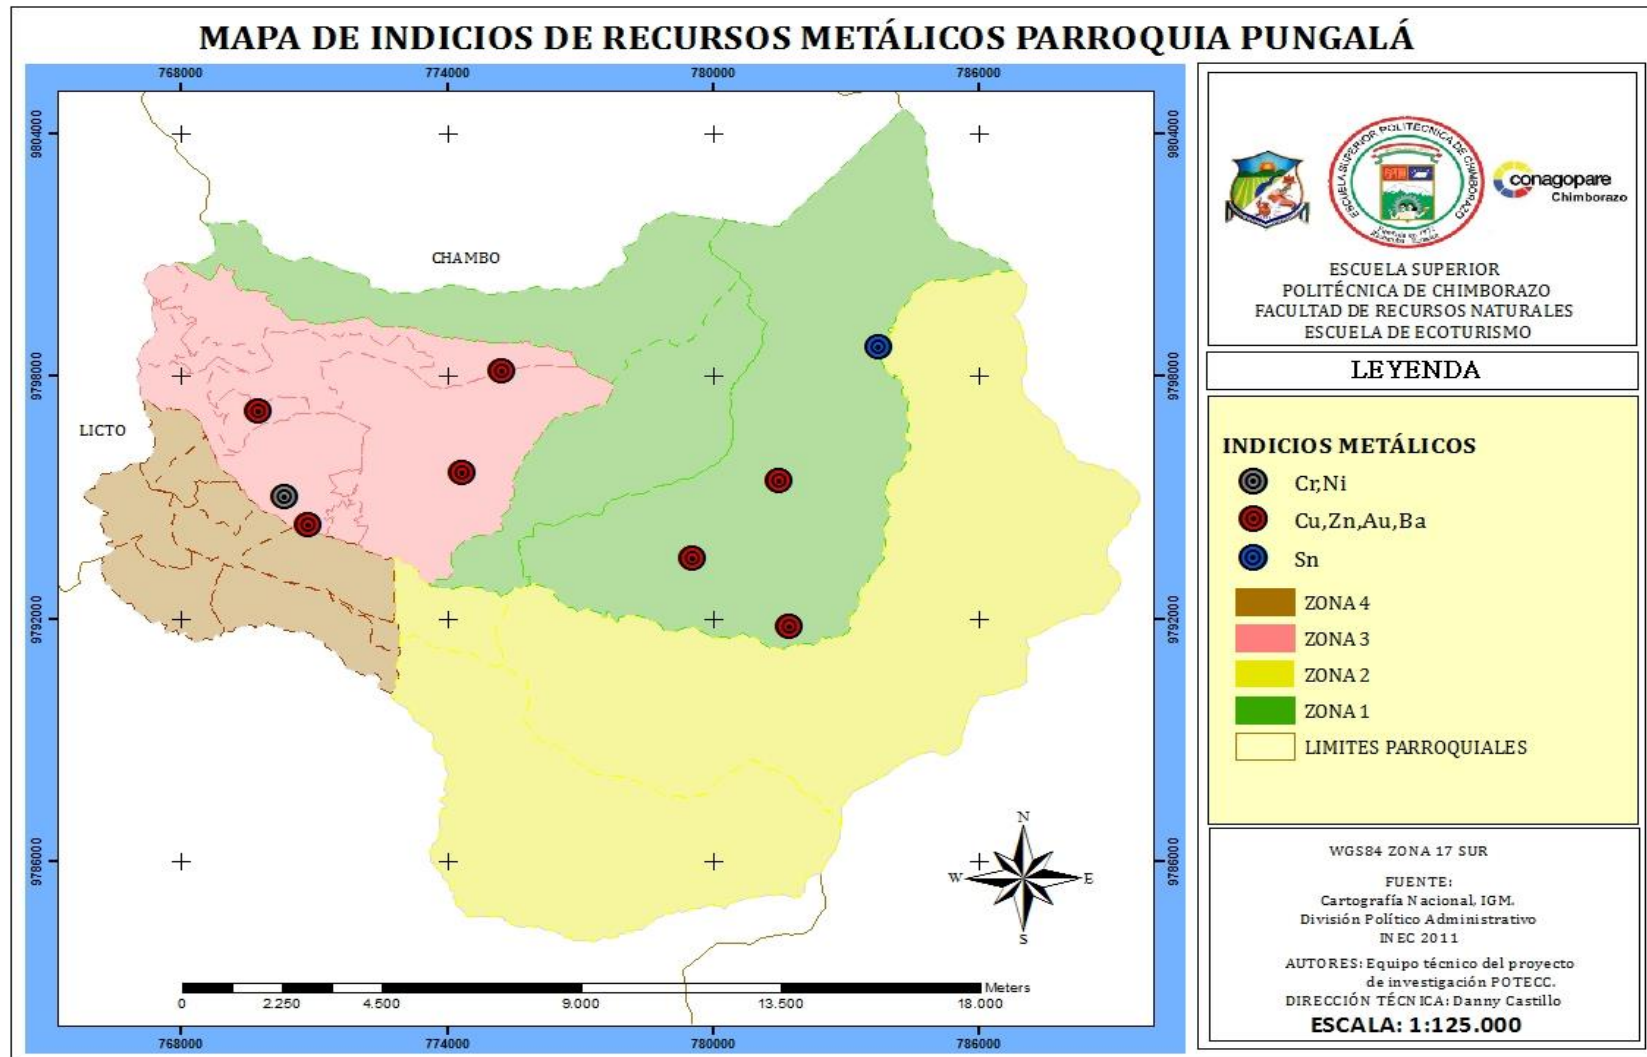 MAPA DE INDICIOS DE RECURSOS METÁLICOS PARROQUIA PUNGALÁ
768000 774000 780000 786000
9804000 9804000
9798000 9798000
9792000 9792000
9786000 9786000
CHAMBO
LICTO
N
W E
S
Meters
0 2.250 4.500 9.000 13.500 18.000
768000 774000 780000 786000
ESCUELA SUPERIOR POLITECNICA DE CHIMBORAZO
conagopare
Chimborazo
ESCUELA SUPERIOR
POLITÉCNICA DE CHIMBORAZO
FACULTAD DE RECURSOS NATURALES
ESCUELA DE ECOTURISMO
LEYENDA
INDICIOS METÁLICOS
Cr,Ni
Cu,Zn,Au,Ba
Sn
ZONA 4
ZONA 3
ZONA 2
ZONA 1
LIMITES PARROQUIALES
WGS84 ZONA 17 SUR
FUENTE:
Cartografía Nacional, IGM.
División Político Administrativo
INEC 2011
AUTORES: Equipo técnico del proyecto
de investigación POTECC.
DIRECCIÓN TÉCNICA: Danny Castillo
ESCALA: 1:125.000